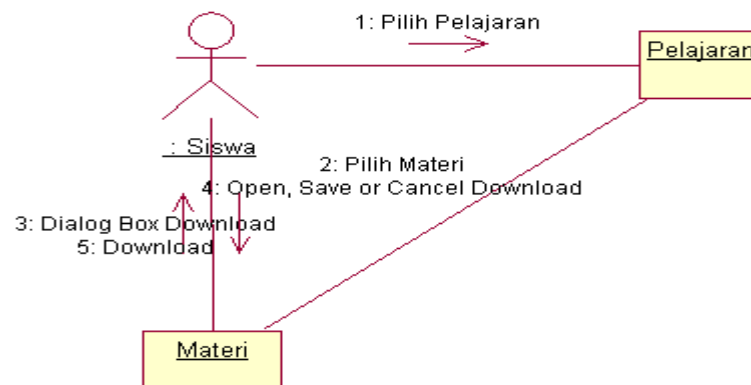 1: Pilih Pelajaran
Pelajaran
: Siswa
2: Pilih Materi
4: Open, Save or Cancel Download
3: Dialog Box Download
5: Download
Materi